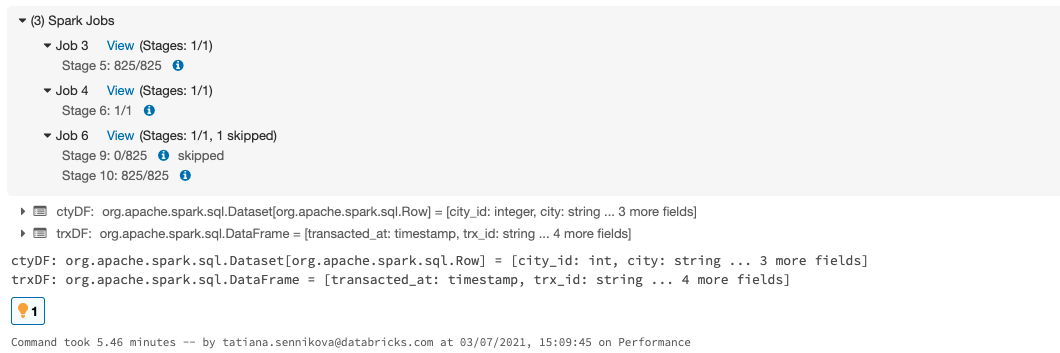 (3) Spark Jobs
Job 3 View (Stages: 1/1)
Stage 5: 825/825 i
Job 4 View (Stages: 1/1)
Stage 6: 1/1 i
Job 6 View (Stages: 1/1, 1 skipped)
Stage 9: 0/825 i skipped
Stage 10: 825/825 i
ctyDF: org.apache.spark.sql.Dataset[org.apache.spark.sql.Row] = [city_id: integer, city: string ... 3 more fields]
trxDF: org.apache.spark.sql.DataFrame = [transacted_at: timestamp, trx_id: string ... 4 more fields]
ctyDF: org.apache.spark.sql.Dataset[org.apache.spark.sql.Row] = [city_id: int, city: string ... 3 more fields]
trxDF: org.apache.spark.sql.DataFrame = [transacted_at: timestamp, trx_id: string ... 4 more fields]
1
Command took 5.46 minutes -- by tatiana.sennikova@databricks.com at 03/07/2021, 15:09:45 on Performance